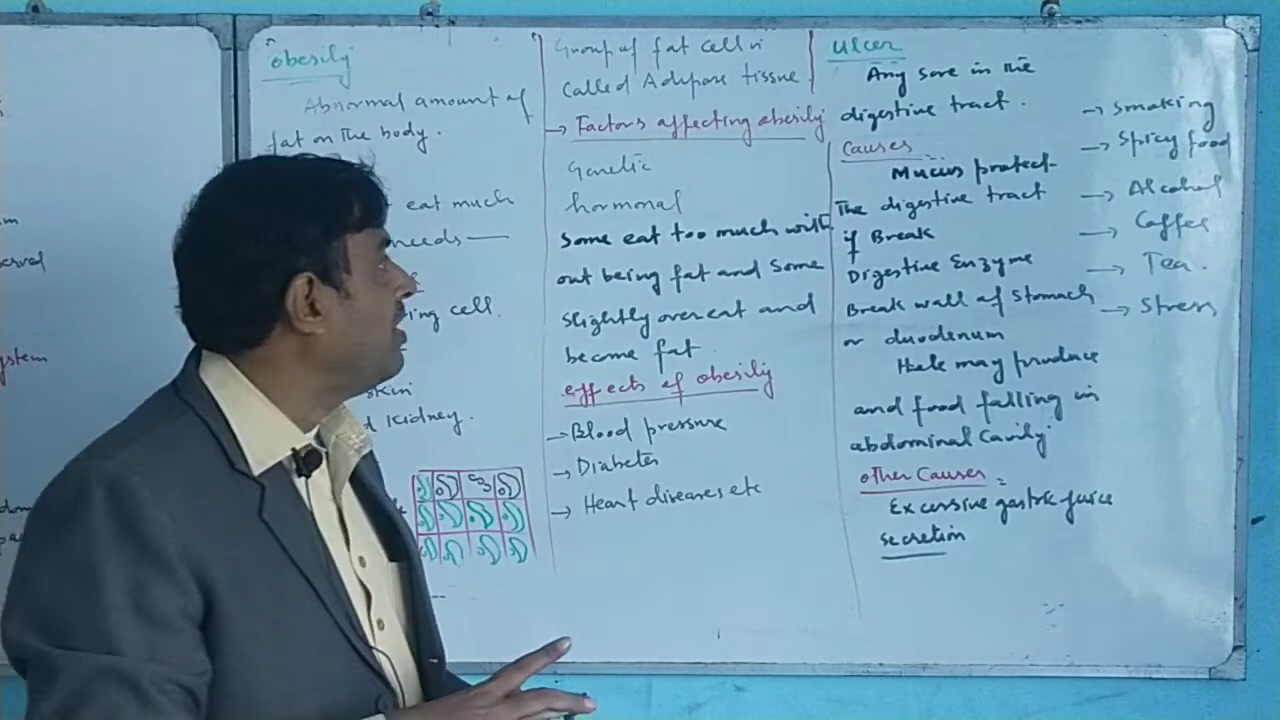 erved
ystem
obesity
Abnormal amount of
fat on the body.
eat much
needs —
ing cell.
skin
d Kidney.
Group of fat cell is
called Adipose tissue
→ Factors affecting obesity
Genetic
hormonal
Some eat too much with
out being fat and some
slightly over eat and
become fat.
effects of obesity
→ Blood pressure
→ Diabetes
→ Heart diseases etc
Ulcer
Any sore in the
digestive tract.
Causes
Mucus protect
The digestive tract
if Break
Digestive Enzyme
Break wall of stomach
or duodenum
Hole may produce
and food falling in
abdominal cavity
other Causes =
Excessive gastric juice
secretion
→ Smoking
→ Spicy food
→ Alcohol
→ Coffee
→ Tea.
→ Stress